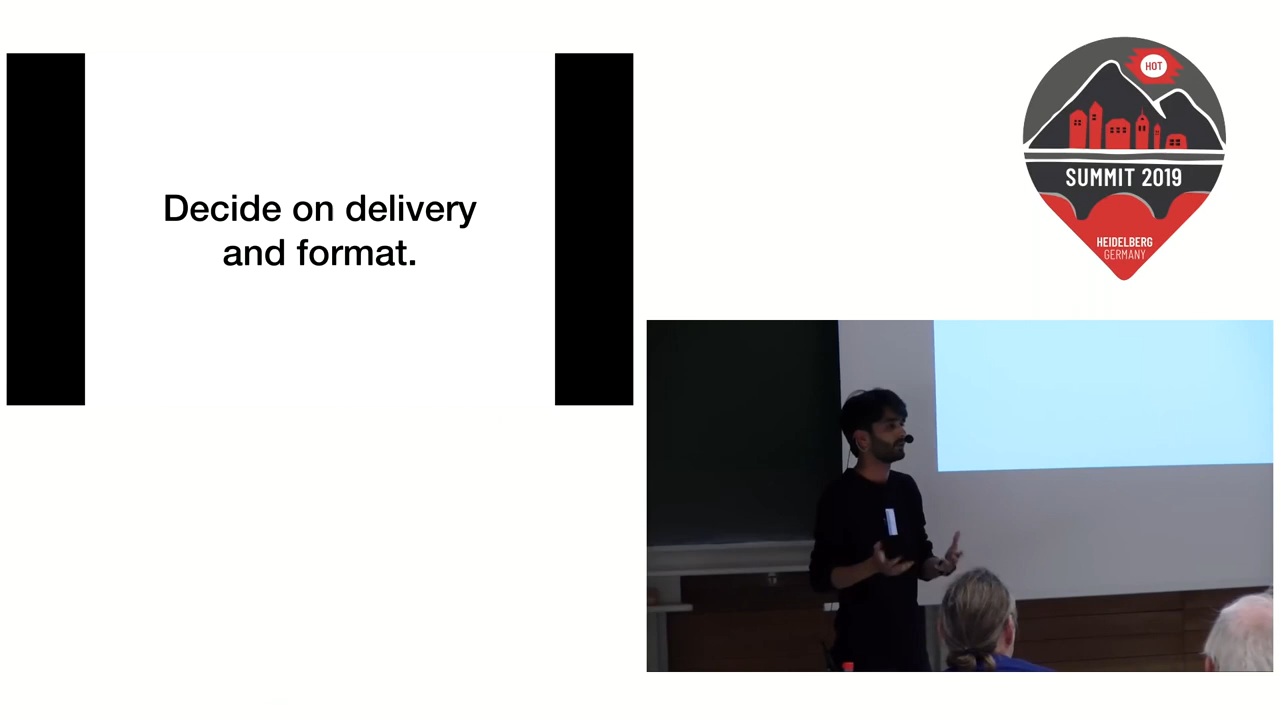 Decide on delivery
and format.
HOT
SUMMIT 2019
HEIDELBERG
GERMANY